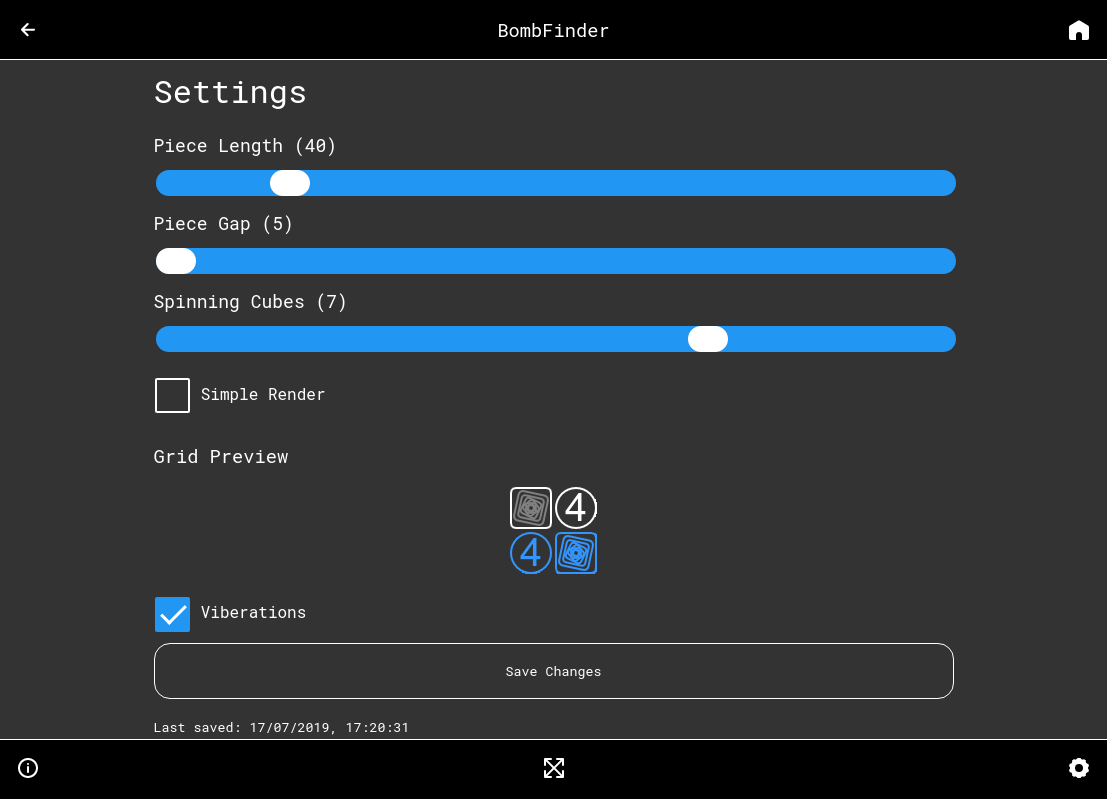 BombFinder
Settings
Piece Length (40)
Piece Gap (5)
Spinning Cubes (7)
Simple Render
Grid Preview
4
4
Viberations
Save Changes
Last saved: 17/07/2019, 17:20:31